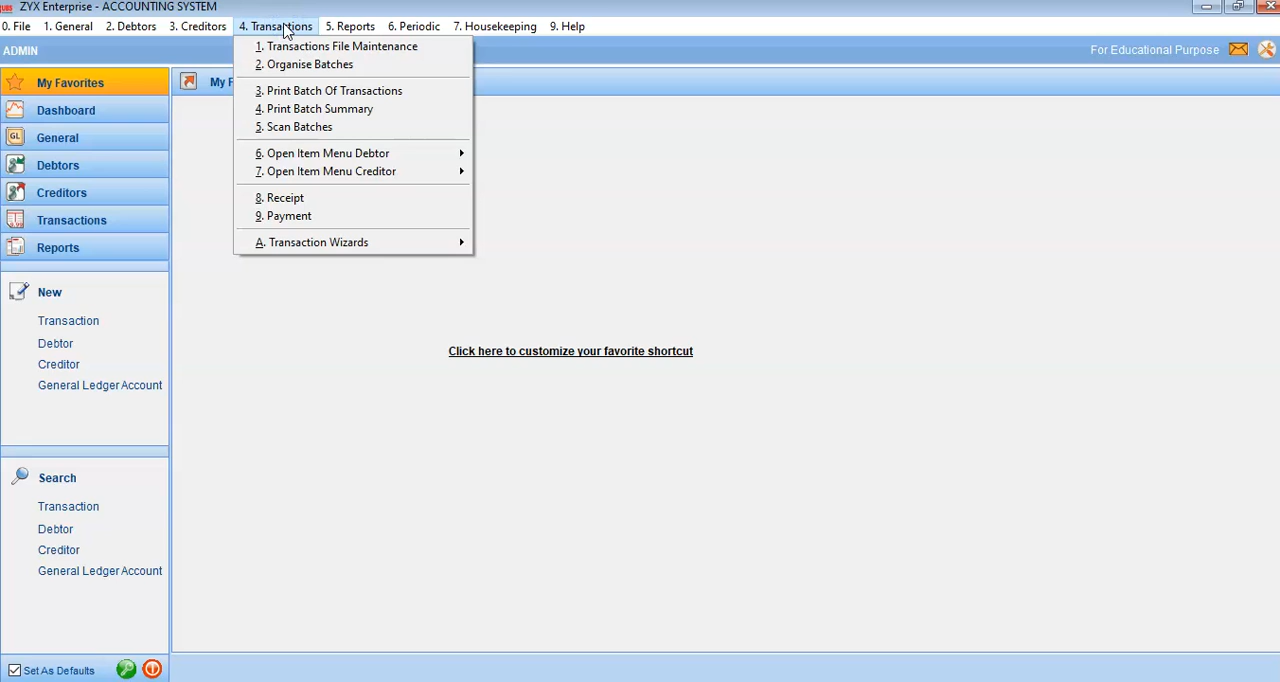 ZYX Enterprise - ACCOUNTING SYSTEM
0. File 1. General 2. Debtors 3. Creditors 4. Transactions 5. Reports 6. Periodic 7. Housekeeping 9. Help
ADMIN
For Educational Purpose
My Favorites
Dashboard
GL General
Debtors
Creditors
Transactions
Reports
New
Transaction
Debtor
Creditor
General Ledger Account
Search
Transaction
Debtor
Creditor
General Ledger Account
Set As Defaults
My F
1. Transactions File Maintenance
2. Organise Batches
3. Print Batch Of Transactions
4. Print Batch Summary
5. Scan Batches
6. Open Item Menu Debtor
7. Open Item Menu Creditor
8. Receipt
9. Payment
A. Transaction Wizards
Click here to customize your favorite shortcut